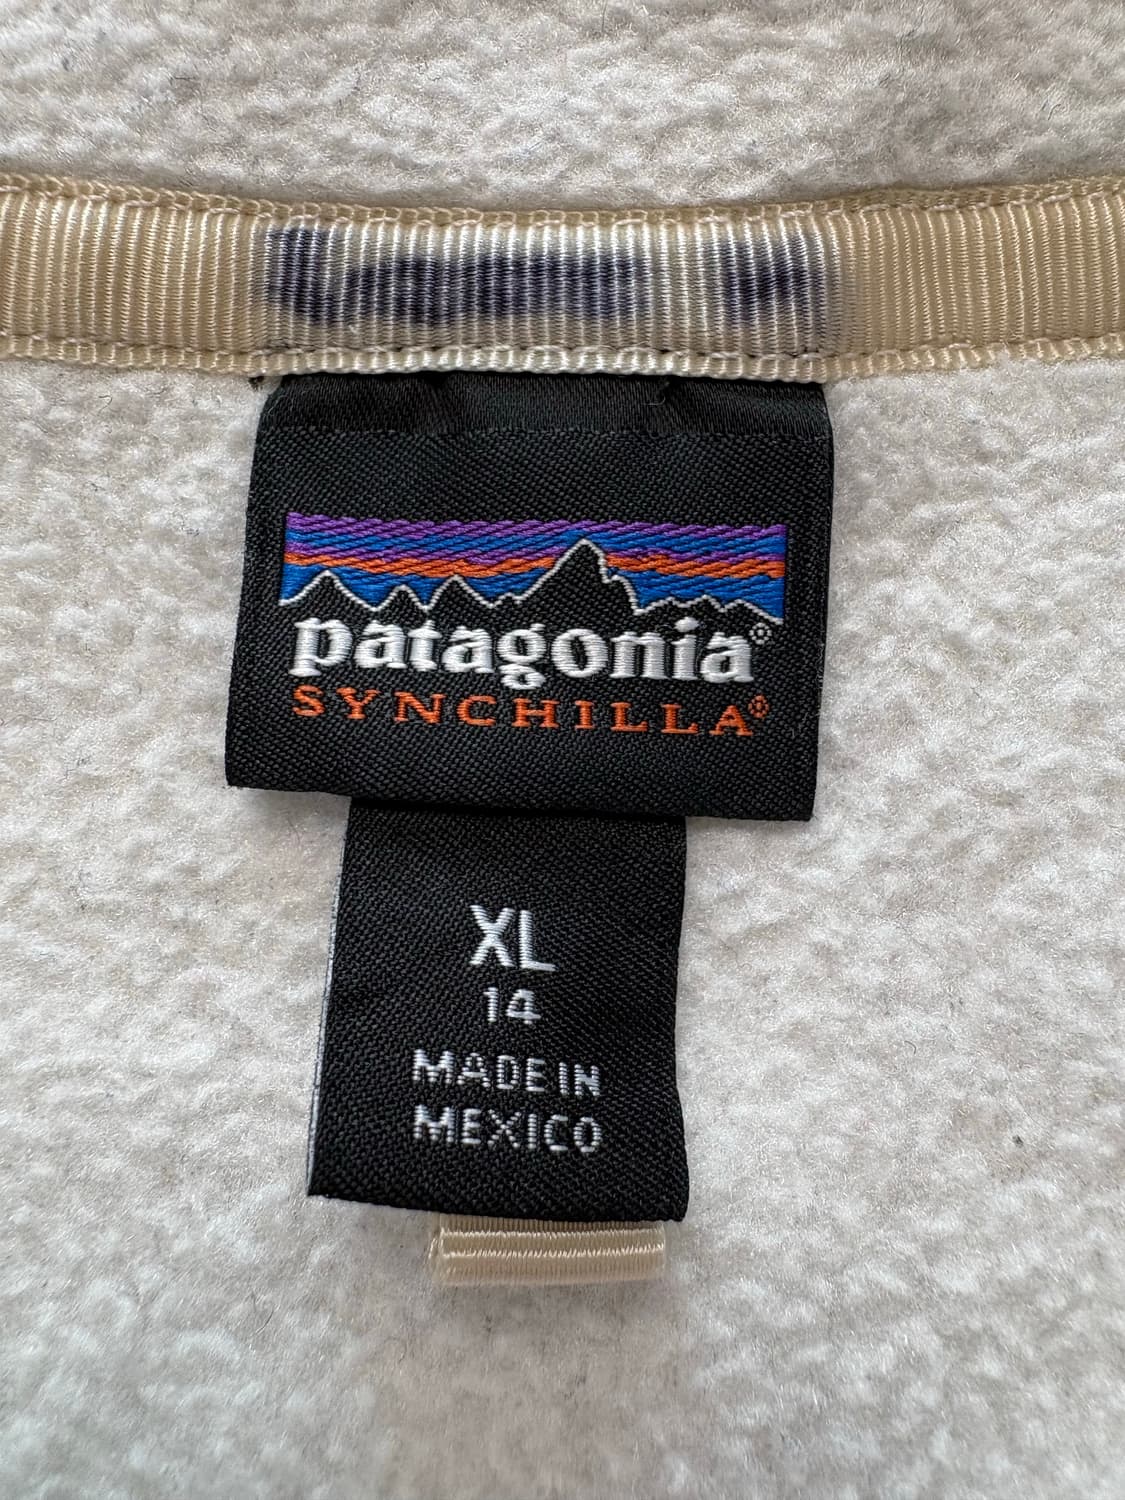 patagonia®
SYNCHILLA®
XL
14
MADE IN
MEXICO